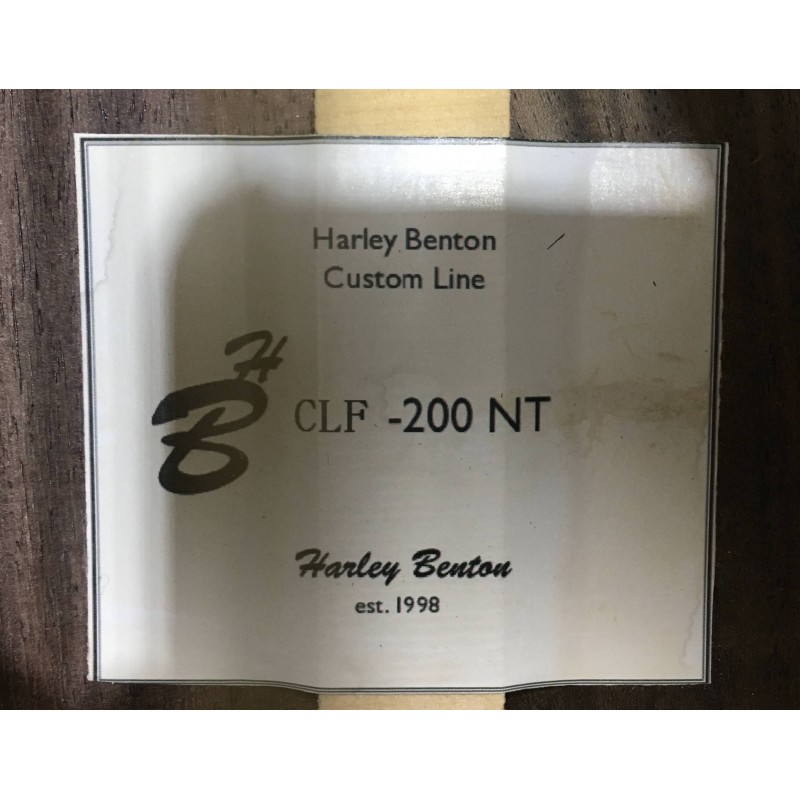 Harley Benton
Custom Line
HB CLF -200 NT
Harley Benton
est. 1998